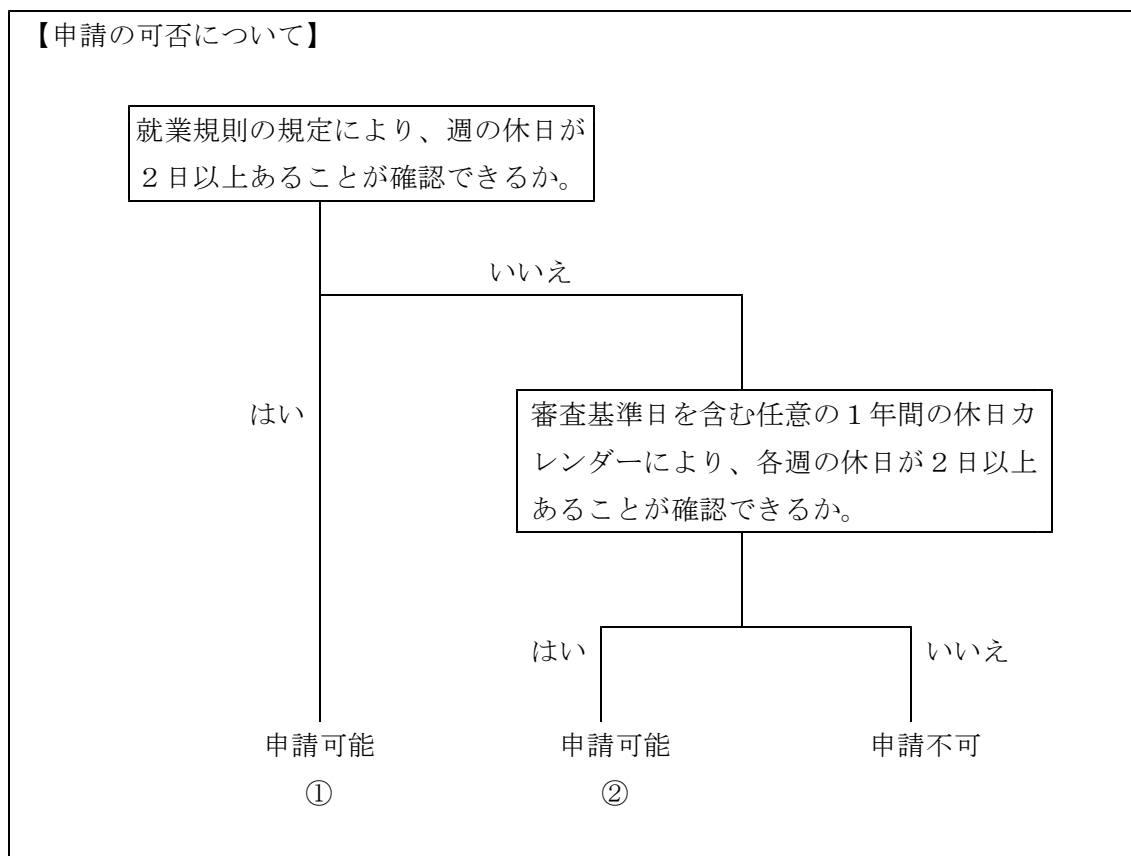 【申請の可否について】
就業規則の規定により、週の休日が
２日以上あることが確認できるか。
いいえ
はい
審査基準日を含む任意の１年間の休日カ
レンダーにより、各週の休日が２日以上
あることが確認できるか。
はい
いいえ
申請可能
申請可能
申請不可
①
②